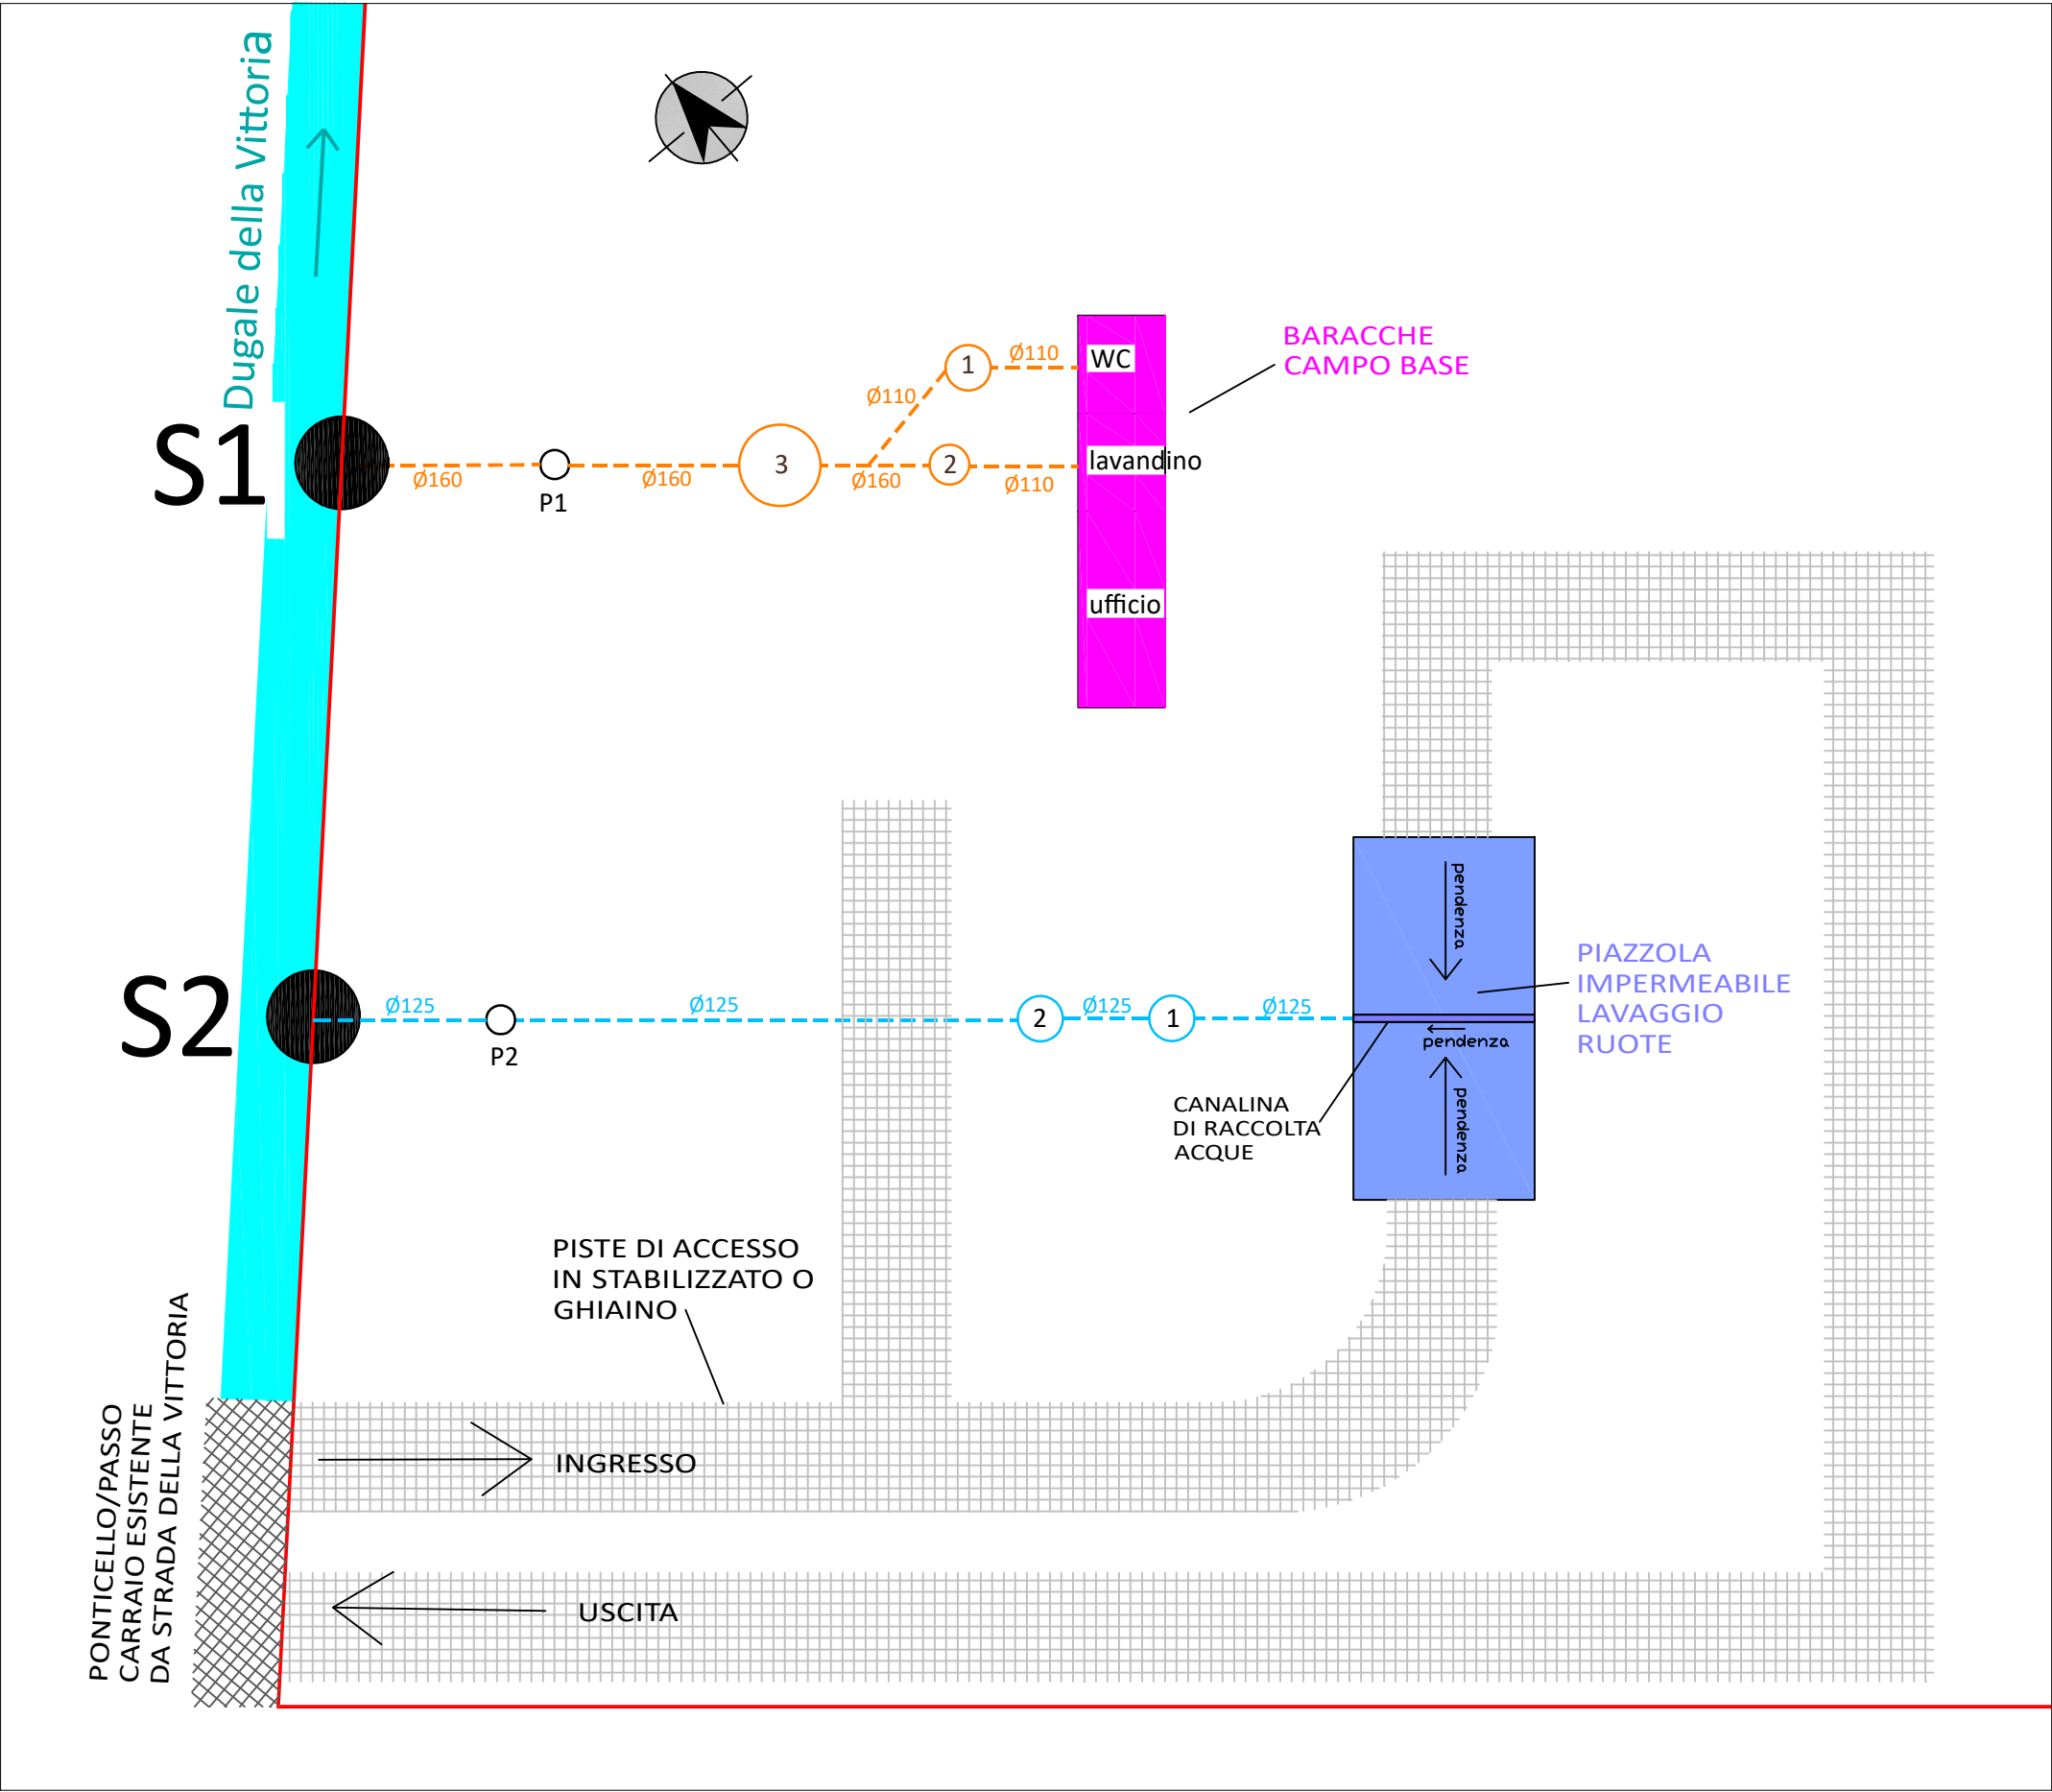 Dugale della Vittoria
BARACCHE
CAMPO BASE
WC
lavandino
ufficio
1
Ø110
Ø110
S1
Ø160
P1
Ø160
3
Ø160
2
Ø110
S2
Ø125
P2
Ø125
2
Ø125
1
Ø125
pendenza
pendenza
pendenza
PIAZZOLA
IMPERMEABILE
LAVAGGIO
RUOTE
CANALINA
DI RACCOLTA
ACQUE
PISTE DI ACCESSO
IN STABILIZZATO O
GHIAINO
PONTICELLO/PASSO
CARRAIO ESISTENTE
DA STRADA DELLA VITTORIA
INGRESSO
USCITA